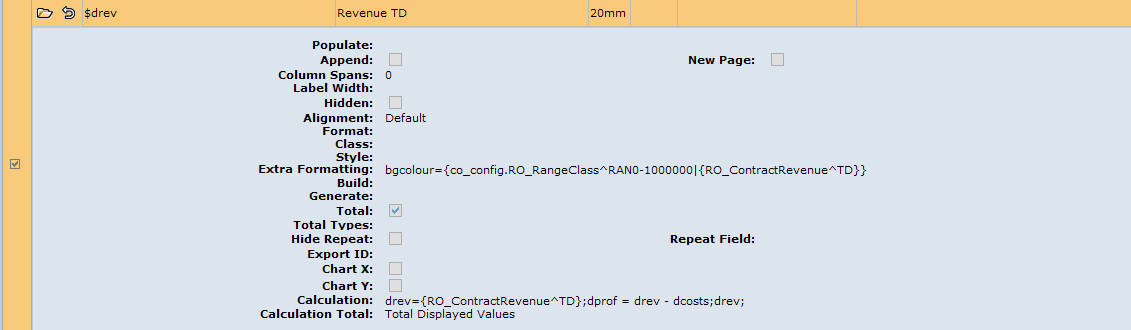 $drev Revenue TD 20mm
Populate:
Append: New Page:
Column Spans: 0
Label Width:
Hidden:
Alignment: Default
Format:
Class:
Style:
Extra Formatting: bgcolour={co_config.RO_RangeClass^RAN0-1000000|{RO_ContractRevenue^TD}}
Build:
Generate:
Total:
Total Types:
Hide Repeat: Repeat Field:
Export ID:
Chart X:
Chart Y:
Calculation: drev={RO_ContractRevenue^TD};dprof = drev - dcosts;drev;
Calculation Total: Total Displayed Values